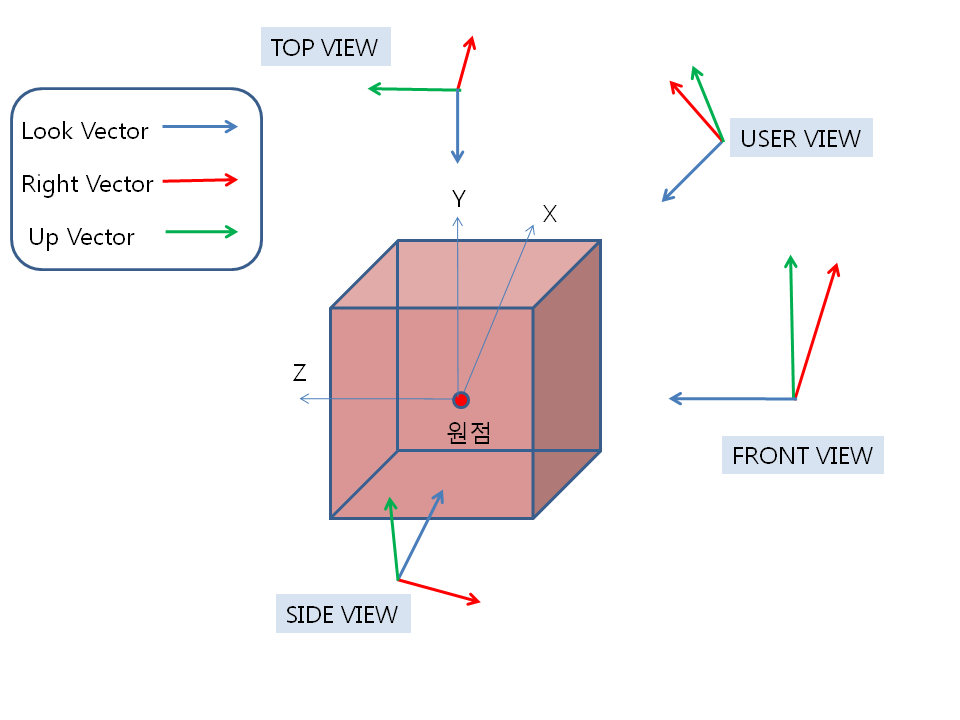 TOP VIEW
Look Vector
Right Vector
Up Vector
USER VIEW
Y
X
Z
원점
FRONT VIEW
SIDE VIEW